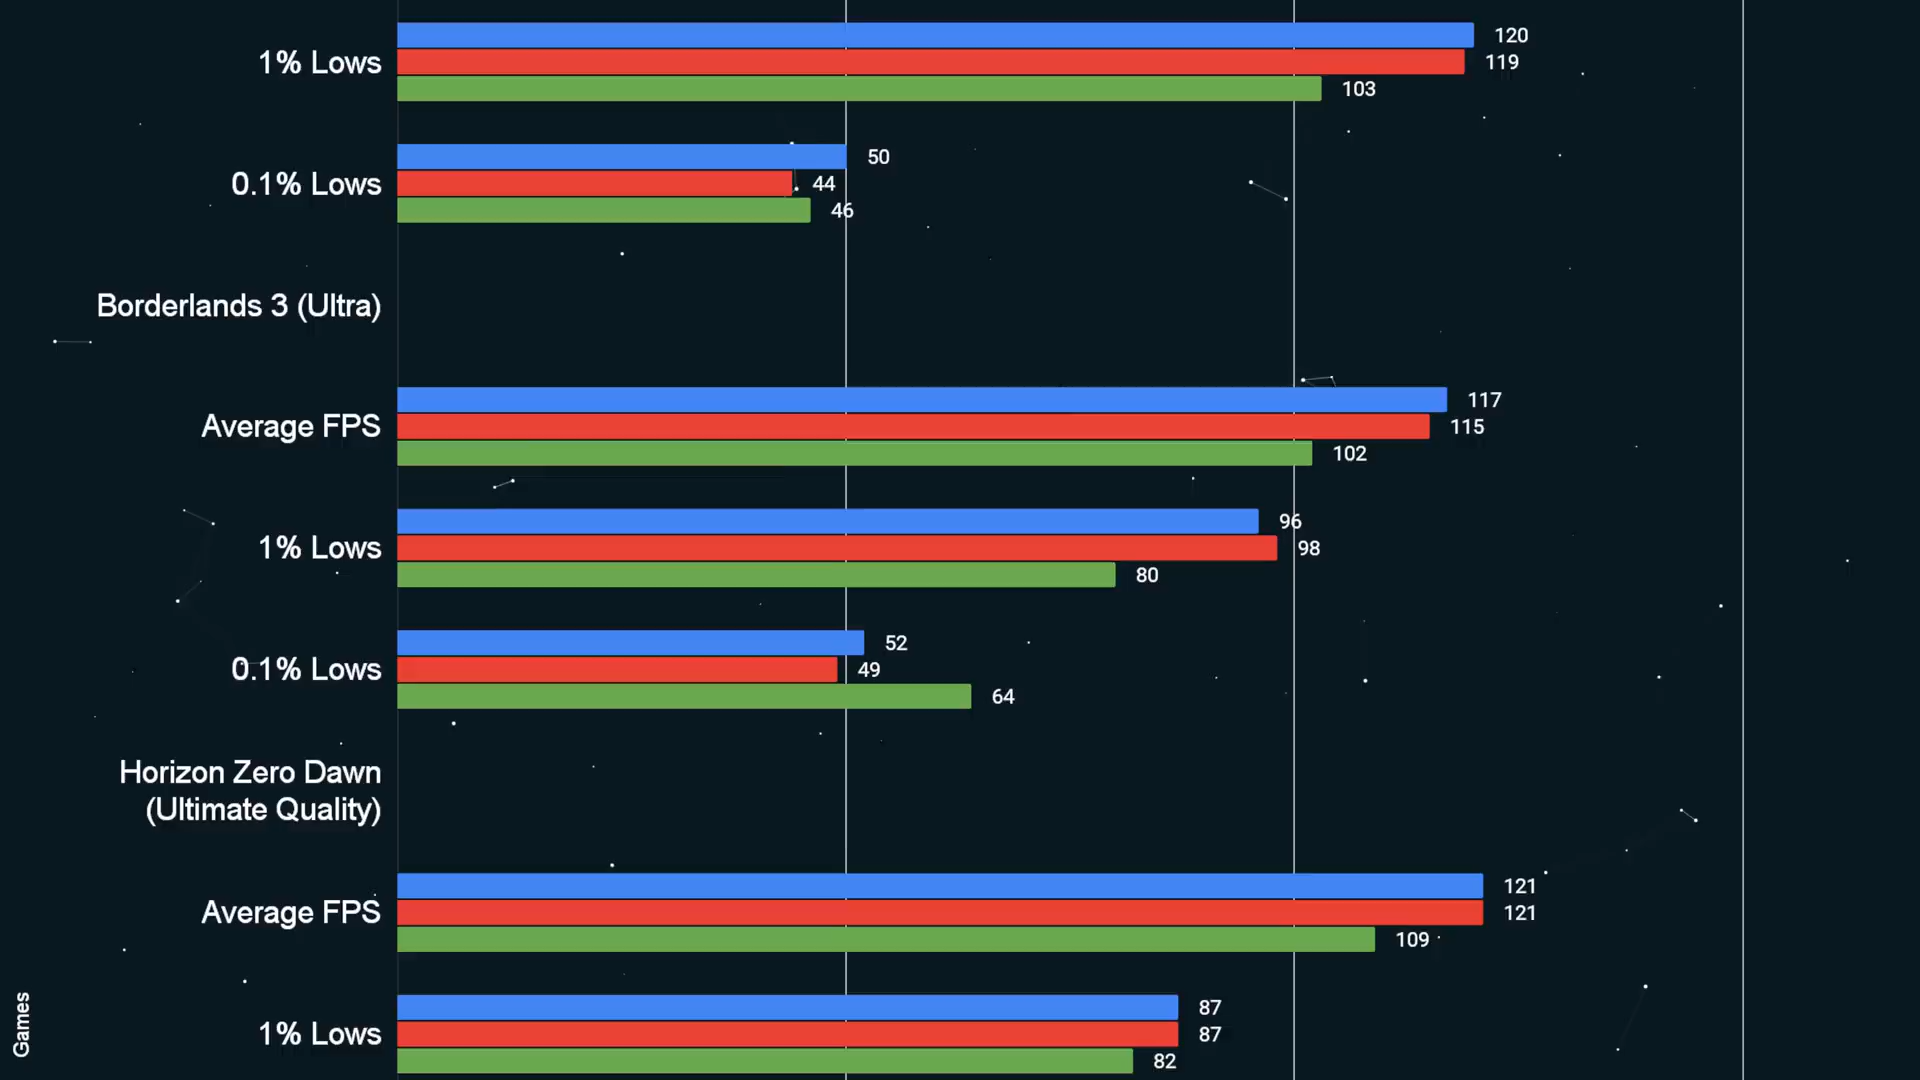 120
1% Lows
119
103
50
0.1% Lows
44
46
Borderlands 3 (Ultra)
117
Average FPS
115
102
96
1% Lows
98
80
52
0.1% Lows
49
64
Horizon Zero Dawn
(Ultimate Quality)
121
Average FPS
121
109
87
1% Lows
87
82
Games